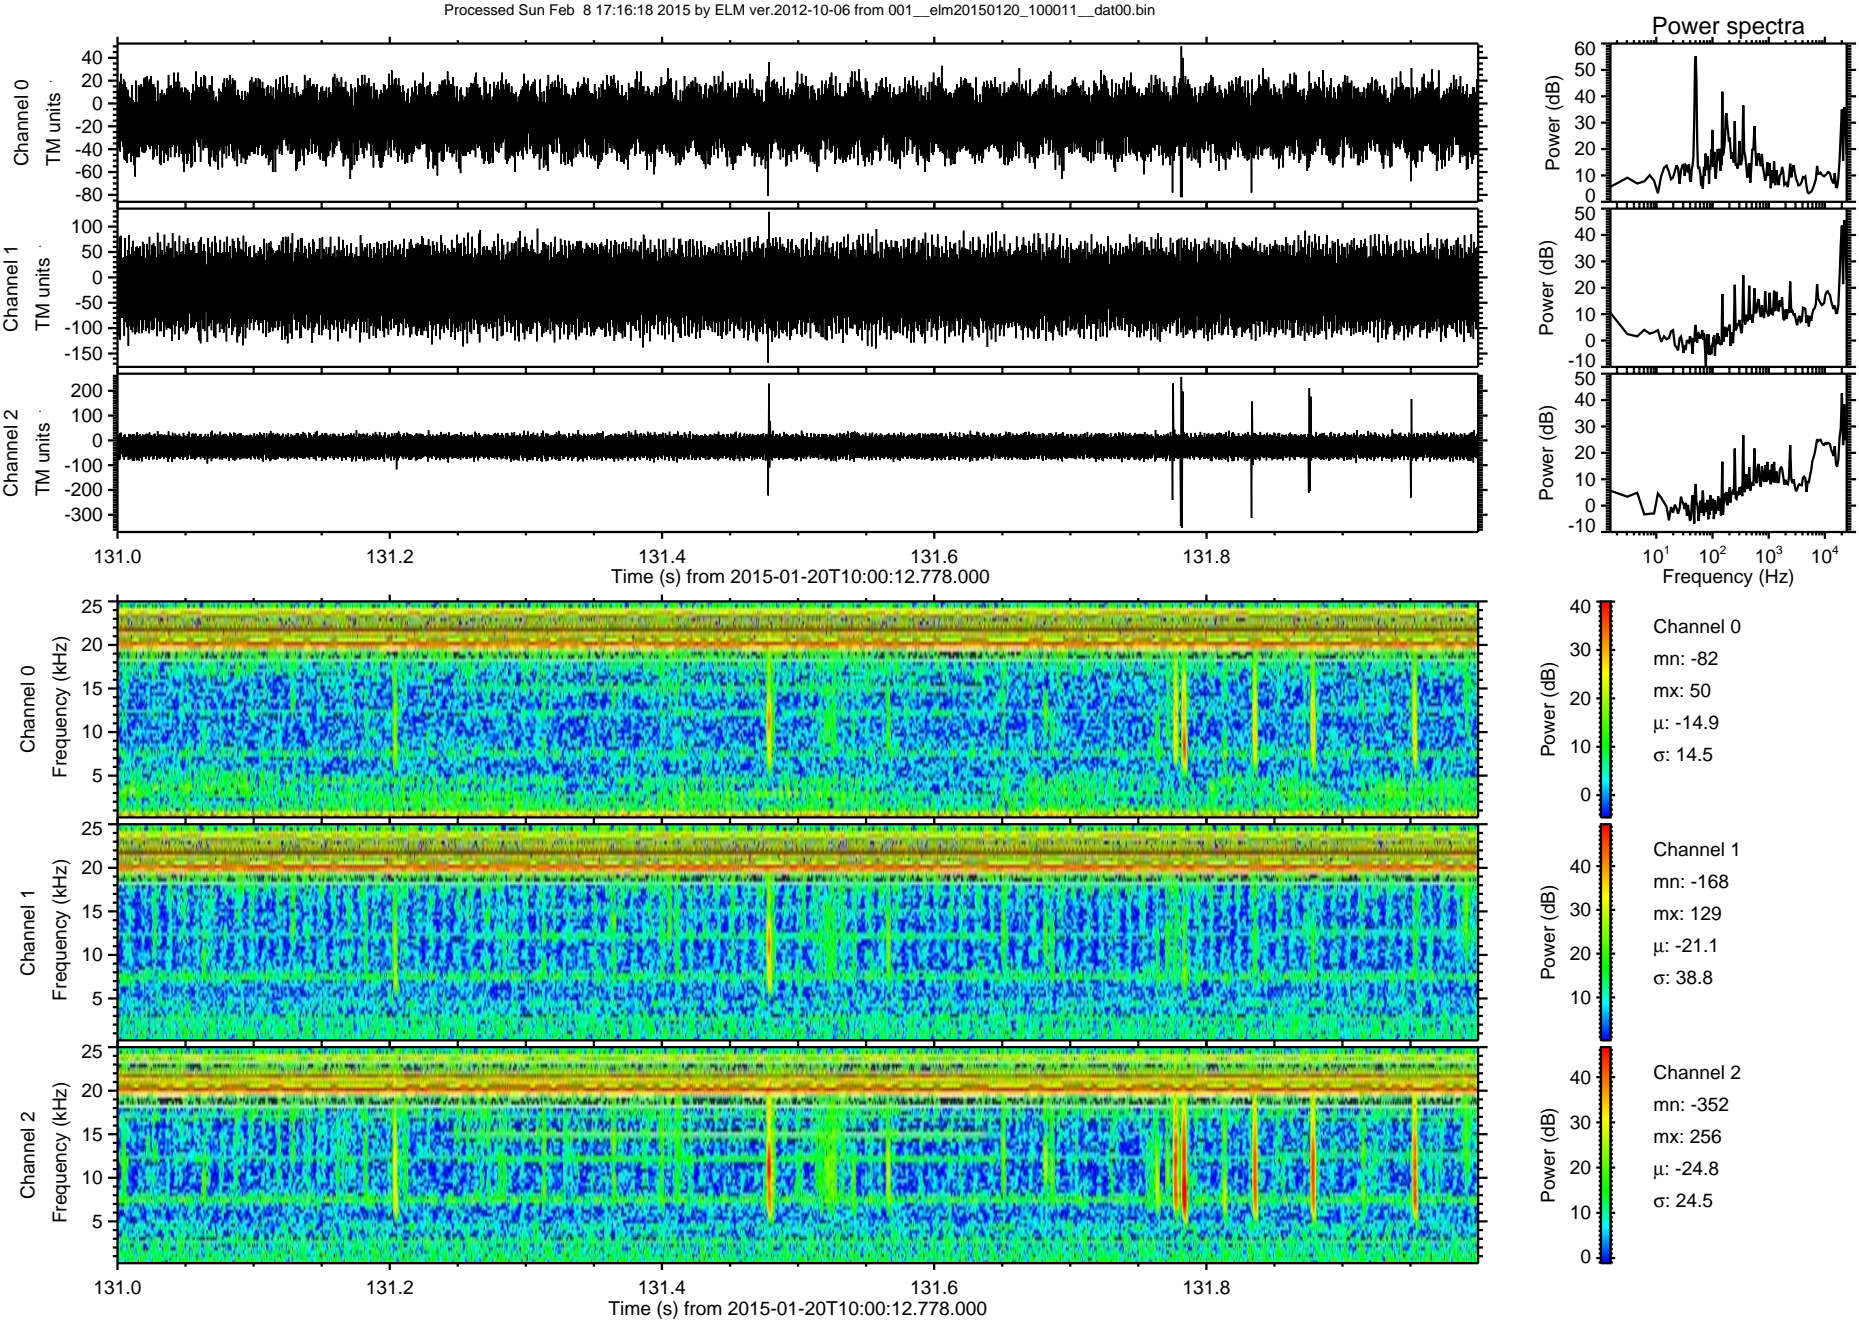 Processed Sun Feb  8 17:16:18 2015 by ELM ver.2012-10-06 from 001__elm20150120_100011__dat00.bin
Power spectra
Channel 0
TM units
40
20
0
-20
-40
-60
-80
Power (dB)
60
50
40
30
20
10
0
Channel 1
TM units
100
50
0
-50
-100
-150
Power (dB)
50
40
30
20
10
0
-10
Channel 2
TM units
200
100
0
-100
-200
-300
Power (dB)
50
40
30
20
10
0
-10
131.0 131.2 131.4 131.6 131.8
Time (s) from 2015-01-20T10:00:12.778.000
10¹ 10² 10³ 10⁴
Frequency (Hz)
Channel 0
Frequency (kHz)
25
20
15
10
5
Power (dB)
40
30
20
10
0
Channel 0
mn: -82
mx: 50
μ: -14.9
σ: 14.5
Channel 1
Frequency (kHz)
25
20
15
10
5
Power (dB)
40
30
20
10
Channel 1
mn: -168
mx: 129
μ: -21.1
σ: 38.8
Channel 2
Frequency (kHz)
25
20
15
10
5
Power (dB)
40
30
20
10
0
Channel 2
mn: -352
mx: 256
μ: -24.8
σ: 24.5
131.0 131.2 131.4 131.6 131.8
Time (s) from 2015-01-20T10:00:12.778.000